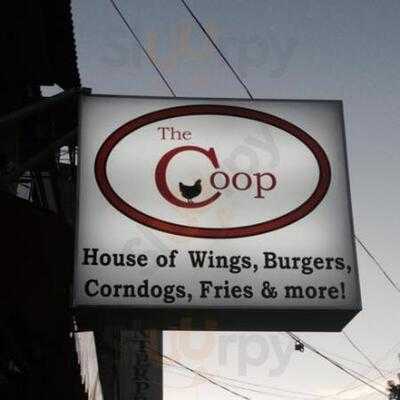 The
Coop
House of Wings, Burgers,
Corndogs, Fries & more!